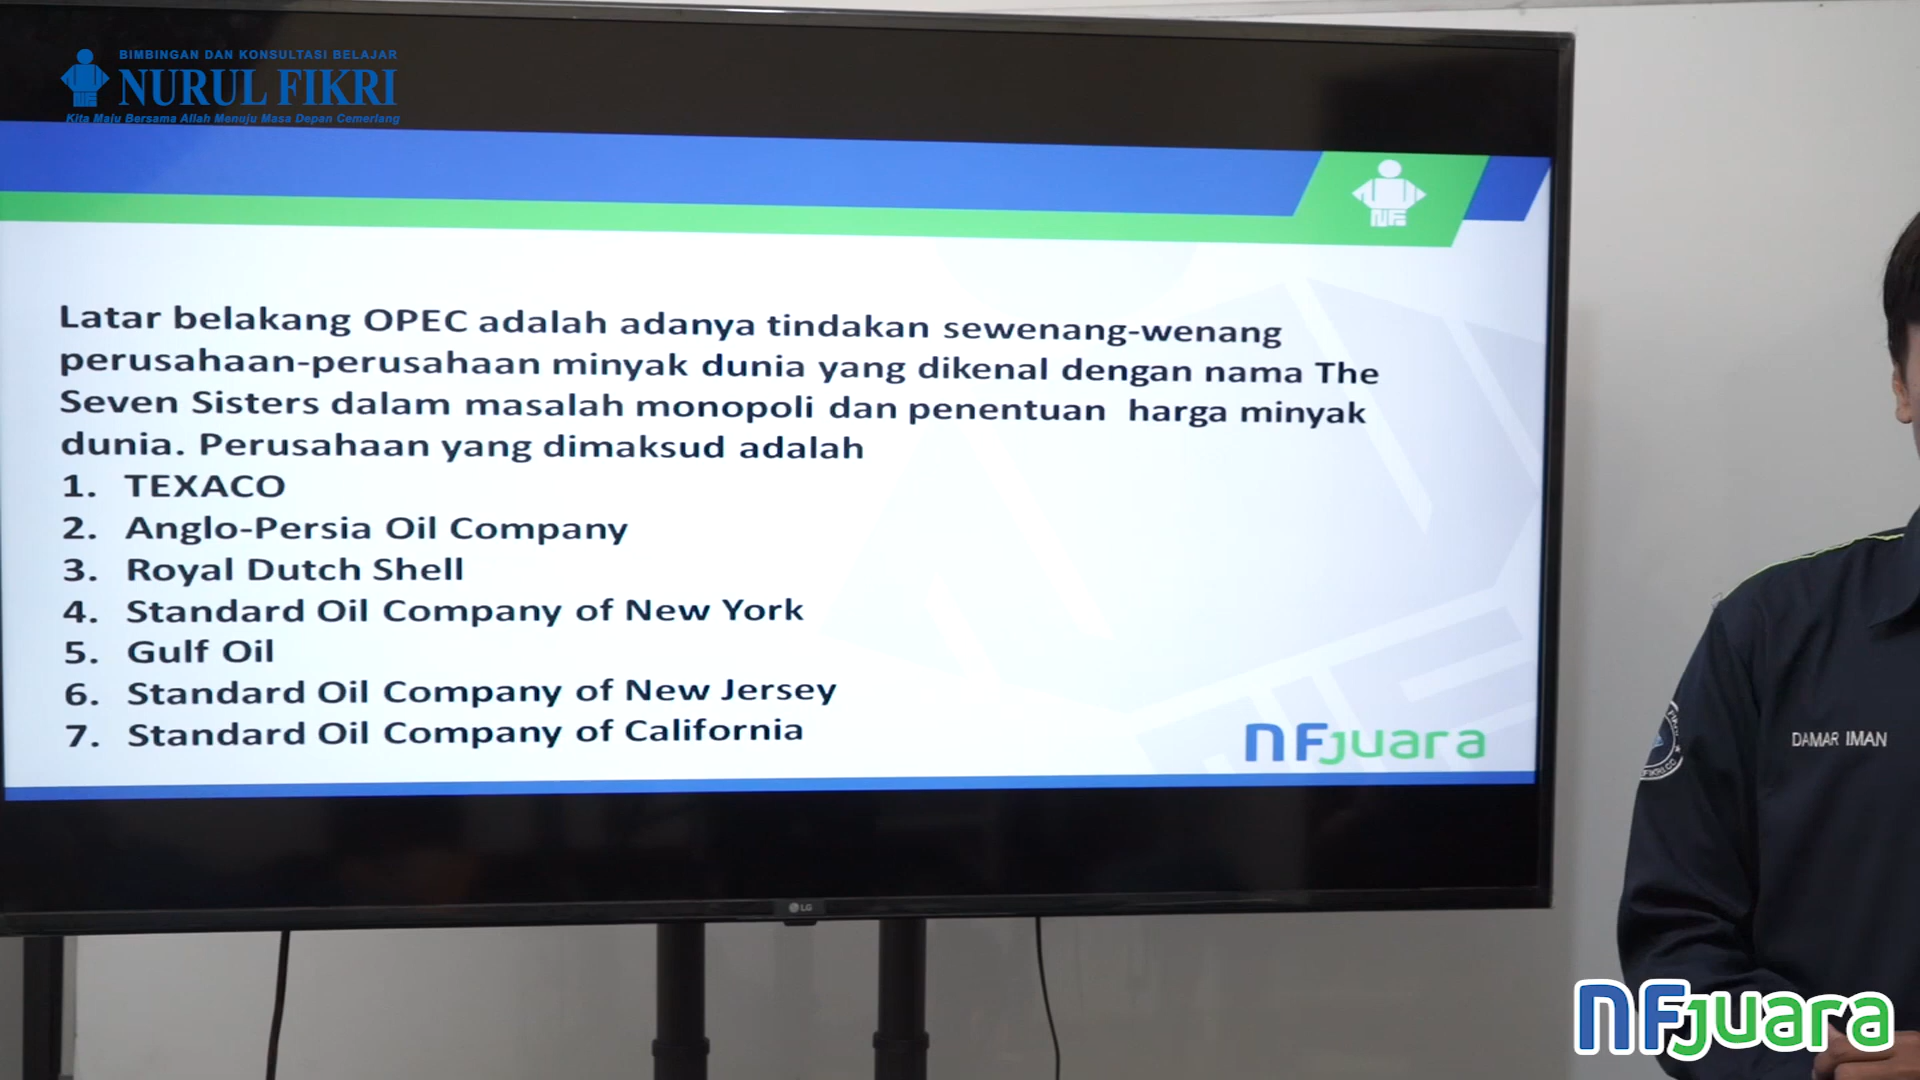 BIMBINGAN DAN KONSULTASI BELAJAR
NURUL FIKRI
Kita Maju Bersama Allah Menuju Masa Depan Cemerlang
NF
Latar belakang OPEC adalah adanya tindakan sewenang-wenang
perusahaan-perusahaan minyak dunia yang dikenal dengan nama The
Seven Sisters dalam masalah monopoli dan penentuan harga minyak
dunia. Perusahaan yang dimaksud adalah
1. TEXACO
2. Anglo-Persia Oil Company
3. Royal Dutch Shell
4. Standard Oil Company of New York
5. Gulf Oil
6. Standard Oil Company of New Jersey
7. Standard Oil Company of California
NFjuara
LG
DAMAR IMAN
NFjuara